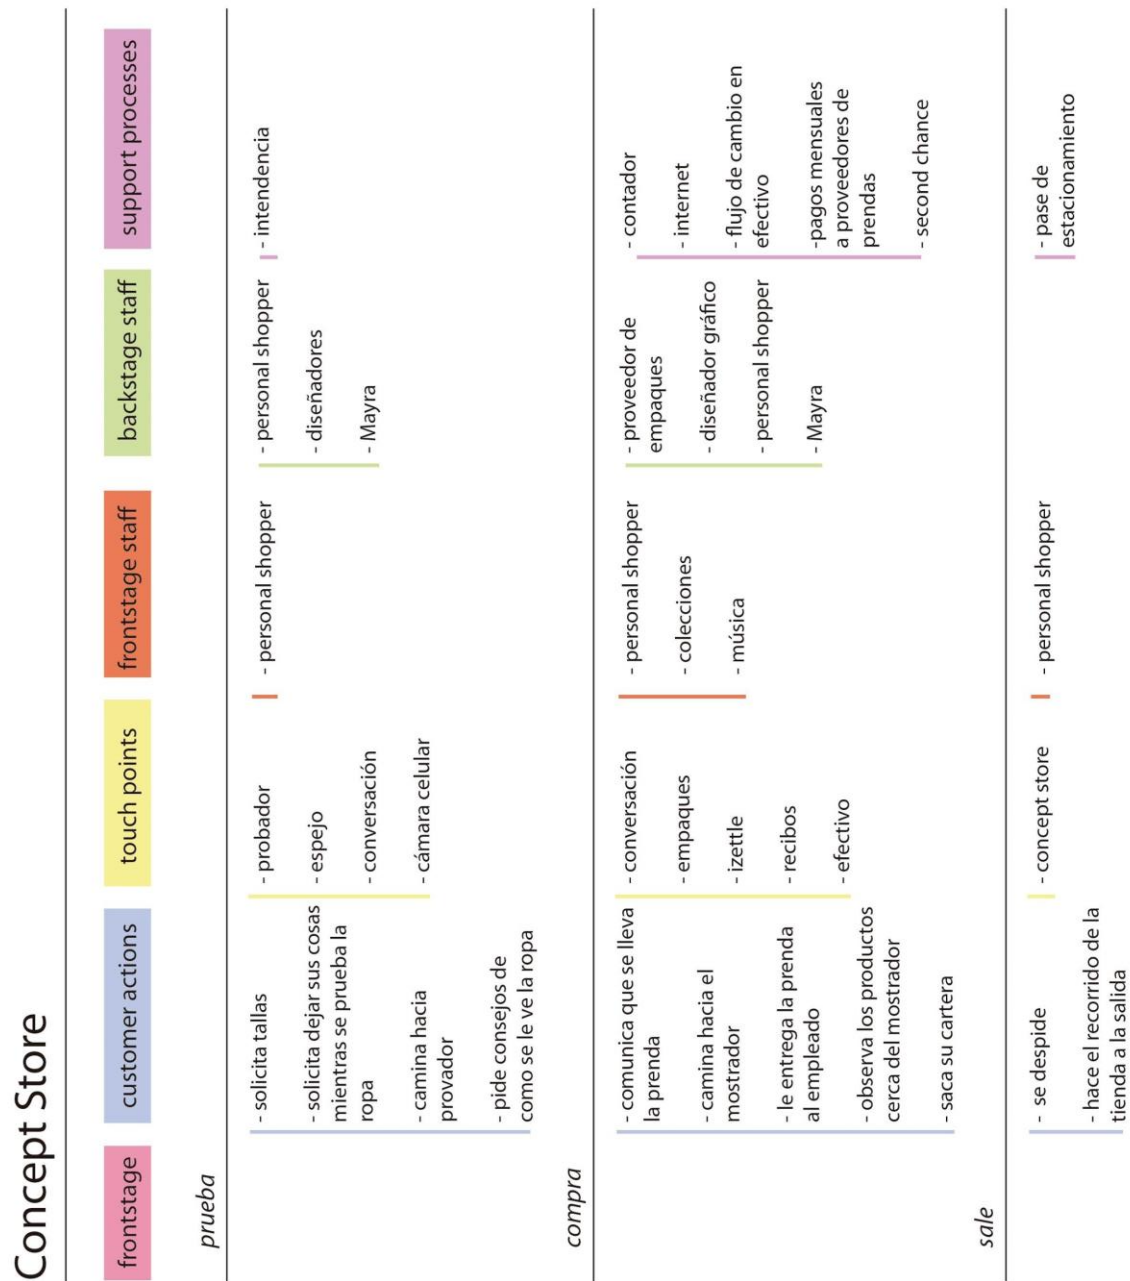 Concept Store
frontstage
customer actions
touch points
frontstage staff
backstage staff
support processes
prueba
- solicita tallas
- solicita dejar sus cosas
mientras se prueba la
ropa
- camina hacia
provador
- pide consejos de
como se le ve la ropa
- probador
- espejo
- conversación
- cámara celular
- personal shopper
- personal shopper
- diseñadores
- Mayra
- intendencia
compra
- comunica que se lleva
la prenda
- camina hacia el
mostrador
- le entrega la prenda
al empleado
- observa los productos
cerca del mostrador
- saca su cartera
- conversación
- empaques
- izettle
- recibos
- efectivo
- personal shopper
- colecciones
- música
- proveedor de
empaques
- diseñador gráfico
- personal shopper
- Mayra
- contador
- internet
- flujo de cambio en
efectivo
-pagos mensuales
a proveedores de
prendas
- second chance
sale
- se despide
- hace el recorrido de la
tienda a la salida
- concept store
- personal shopper
- pase de
estacionamiento